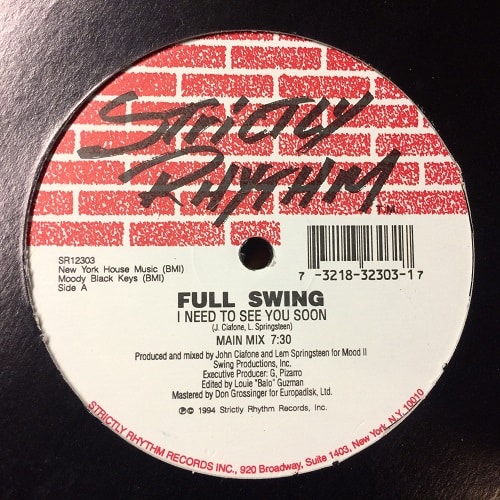 STRICTLY
RHYTHM T.M.
SR12303
New York House Music (BMI)
Moody Black Keys (BMI)
Side A
7 -3218-32303-1 7
FULL SWING
I NEED TO SEE YOU SOON
(J. Ciafone, L. Springsteen)
MAIN MIX 7:30
Produced and mixed by John Ciafone and Lem Springsteen for Mood II
Swing Productions, Inc.
Executive Producer: G, Pizarro
Edited by Louie "Balo" Guzman
Mastered by Don Grossinger for Europadisk, Ltd.
℗© 1994 Strictly Rhythm Records, Inc.
STRICTLY RHYTHM RECORDS INC., 920 Broadway, Suite 1403, New York, N.Y. 10010